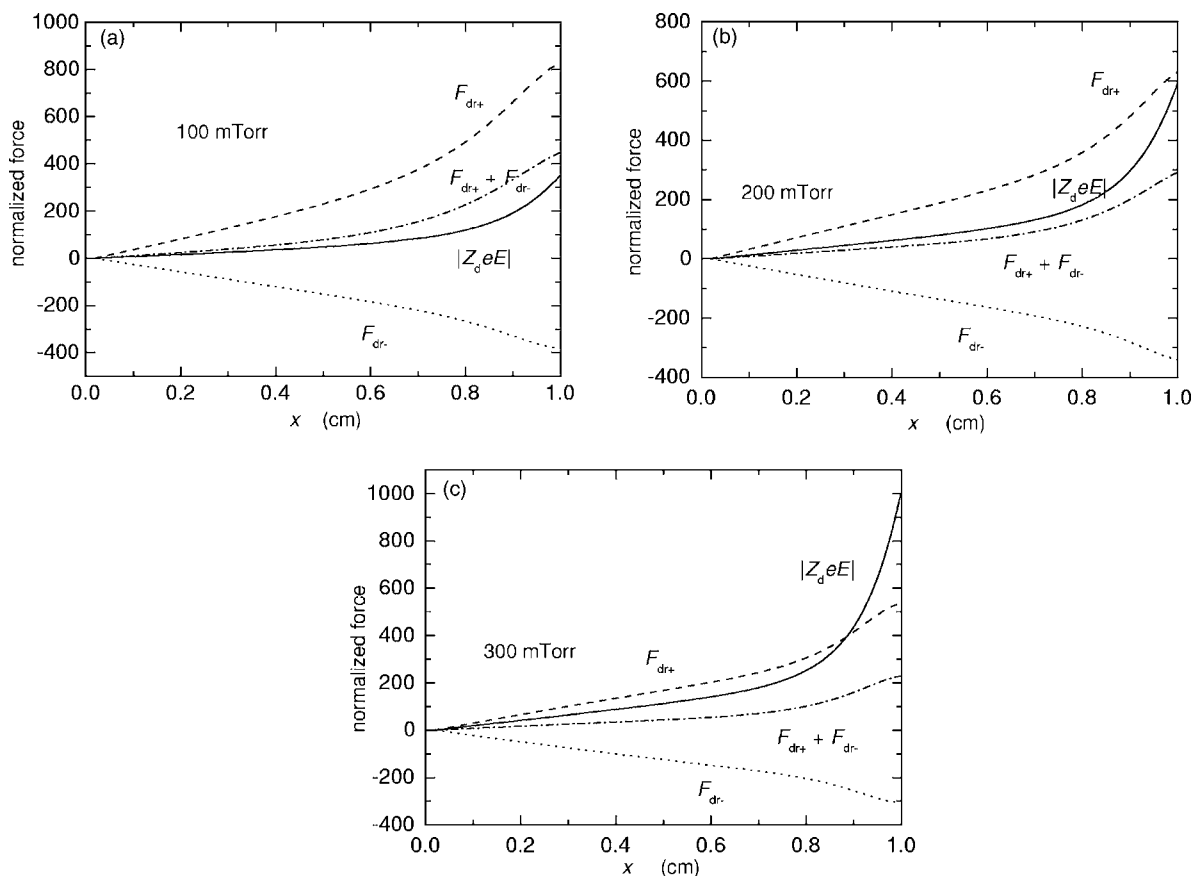 (a)
1000
800
600
400
200
0
-200
-400
normalized force
100 mTorr
F_dr+
F_dr+ + F_dr-
|Z_d eE|
F_dr-
0.0 0.2 0.4 0.6 0.8 1.0
x (cm)
(b)
800
600
400
200
0
-200
-400
normalized force
200 mTorr
F_dr+
|Z_d eE|
F_dr+ + F_dr-
F_dr-
0.0 0.2 0.4 0.6 0.8 1.0
x (cm)
(c)
1000
800
600
400
200
0
-200
-400
normalized force
300 mTorr
|Z_d eE|
F_dr+
F_dr+ + F_dr-
F_dr-
0.0 0.2 0.4 0.6 0.8 1.0
x (cm)